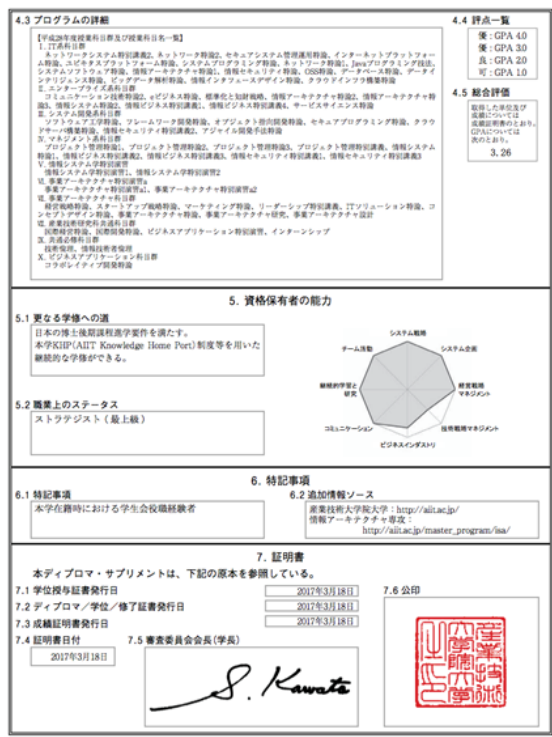 4.3 プログラムの詳細
【平成28年度授業科目群及び授業科目名一覧】
I. IT系科目群
ネットワークシステム特別講義2、ネットワーク特論2、セキュアシステム管理運用特論、インターネットプラットフォー
ム特論、ユビキタスプラットフォーム特論、システムプログラミング特論、ネットワーク特論1、Javaプログラミング技法、
システムソフトウェア特論、情報アーキテクチャ特論1、情報セキュリティ特論、OSS特論、データベース特論、データイ
ンテリジェンス特論、ビッグデータ解析特論、情報インタフェースデザイン特論、クラウドインフラ構築特論
II. エンタープライズ系科目群
コミュニケーション技術特論2、eビジネス特論、標準化と知財戦略、情報アーキテクチャ特論2、情報アーキテクチャ特
論3、情報システム特論2、情報ビジネス特別講義1、情報ビジネス特別講義4、サービスサイエンス特論
III. システム開発系科目群
ソフトウェア工学特論、フレームワーク開発特論、オブジェクト指向開発特論、セキュアプログラミング特論、クラウ
ドサーバ構築特論、情報セキュリティ特別講義2、アジャイル開発手法特論
IV. マネジメント系科目群
プロジェクト管理特論1、プロジェクト管理特論2、プロジェクト管理特論3、プロジェクト管理特別講義、情報システム
特論1、情報ビジネス特別講義2、情報ビジネス特別講義3、情報セキュリティ特別講義1、情報セキュリティ特別講義3
V. 情報システム学特別演習
情報システム学特別演習1、情報システム学特別演習2
VI. 事業アーキテクチャ特別演習a
事業アーキテクチャ特別演習a1、事業アーキテクチャ特別演習a2
VII. 事業アーキテクチャ科目群
経営戦略特論、スタートアップ戦略特論、マーケティング特論、リーダーシップ特別講義、ITソリューション特論、コ
ンセプトデザイン特論、事業アーキテクチャ特論、事業アーキテクチャ研究、事業アーキテクチャ設計
VIII. 産業技術研究科共通科目群
国際経営特論、国際開発特論、ビジネスアプリケーション特別演習、インターンシップ
IX. 共通必修科目群
技術倫理、情報技術者倫理
X. ビジネスアプリケーション科目群
コラボレイティブ開発特論
4.4 評点一覧
秀 : GPA 4.0
優 : GPA 3.0
良 : GPA 2.0
可 : GPA 1.0
4.5 総合評価
取得した単位及び
成績については
成績証明書のとおり。
GPAについては
次のとおり。
3.26
5. 資格保有者の能力
5.1 更なる学修への道
日本の博士後期課程進学要件を満たす。
本学KHP(AIIT Knowledge Home Port)制度等を用いた
継続的な学修ができる。
5.2 職業上のステータス
ストラテジスト ( 最上級 )
システム戦略
チーム活動
システム企画
継続的学習と
研究
経営戦略
マネジメント
コミュニケーション
技術戦略マネジメント
ビジネスインダストリ
6. 特記事項
6.1 特記事項
本学在籍時における学生会役職経験者
6.2 追加情報ソース
産業技術大学院大学 : http://aiit.ac.jp/
情報アーキテクチャ専攻 :
http://aiit.ac.jp/master_program/isa/
7. 証明書
本ディプロマ・サプリメントは、下記の原本を参照している。
7.1 学位授与証書発行日
2017年3月18日
7.2 ディプロマ／学位／修了証書発行日
2017年3月18日
7.3 成績証明書発行日
2017年3月18日
7.4 証明書日付
2017年3月18日
7.5 審査委員会会長(学長)
S. Kawata
7.6 公印
産業技術
大学院大学